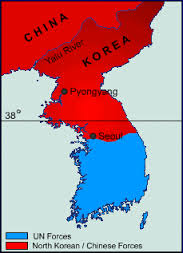 CHINA
Yalu River
KOREA
Pyongyang
38°
Seoul
UN Forces
North Korean / Chinese Forces